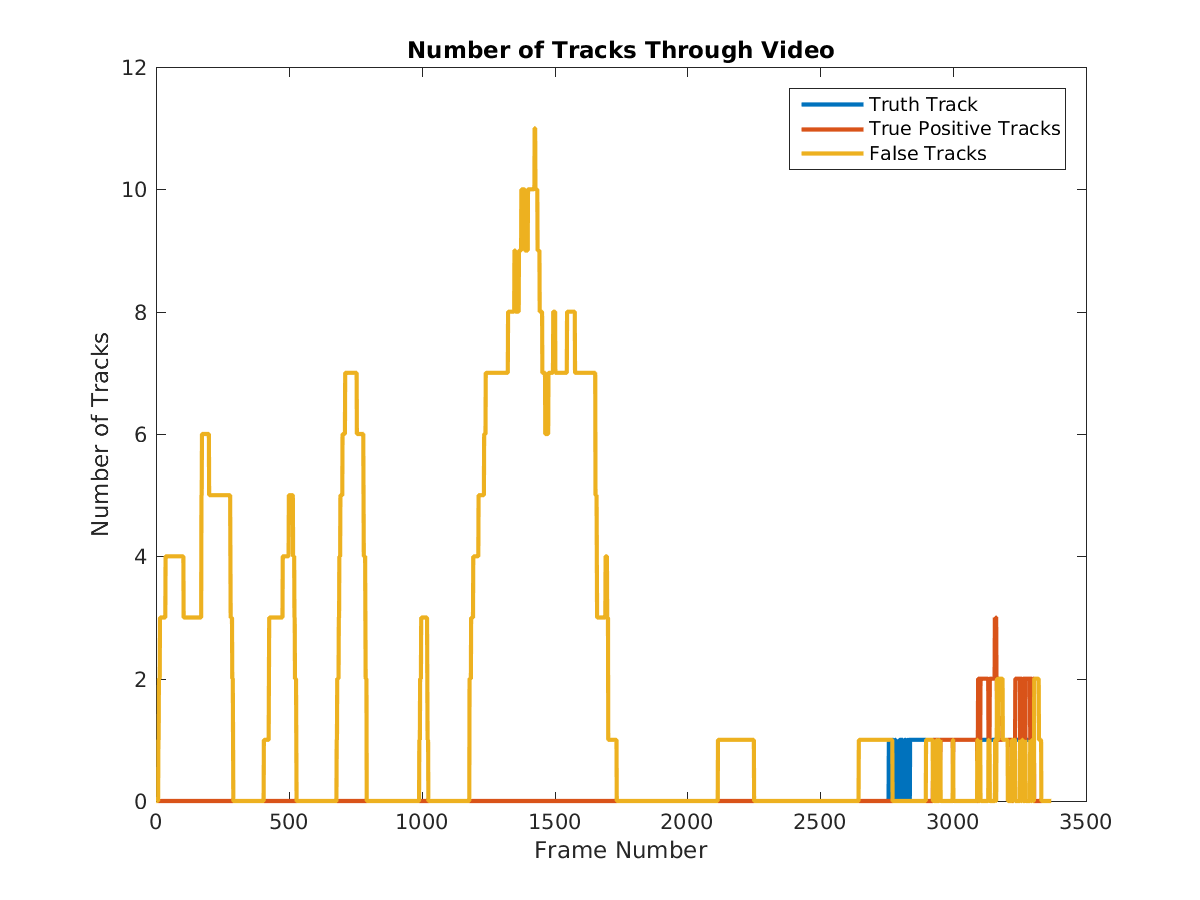 Number of Tracks Through Video
12
10
8
6
4
2
0
Number of Tracks
Truth Track
True Positive Tracks
False Tracks
0 500 1000 1500 2000 2500 3000 3500
Frame Number